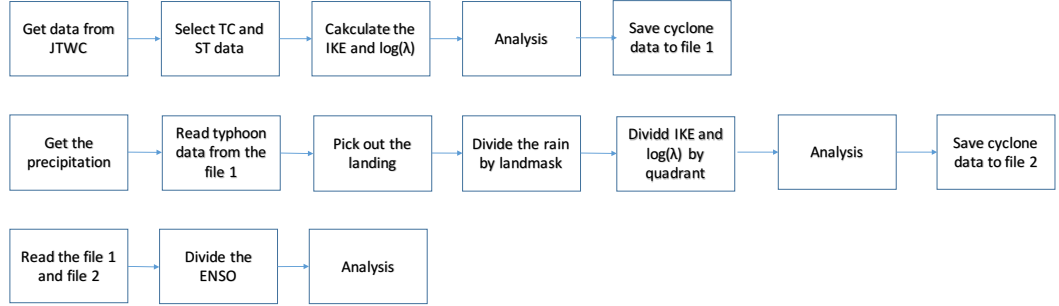 Get data from
JTWC
Select TC and
ST data
Cakculate the
IKE and log(λ)
Analysis
Save cyclone
data to file 1
Get the
precipitation
Read typhoon
data from the
file 1
Pick out the
landing
Divide the rain
by landmask
Dividd IKE and
log(λ) by
quadrant
Analysis
Save cyclone
data to file 2
Read the file 1
and file 2
Divide the
ENSO
Analysis